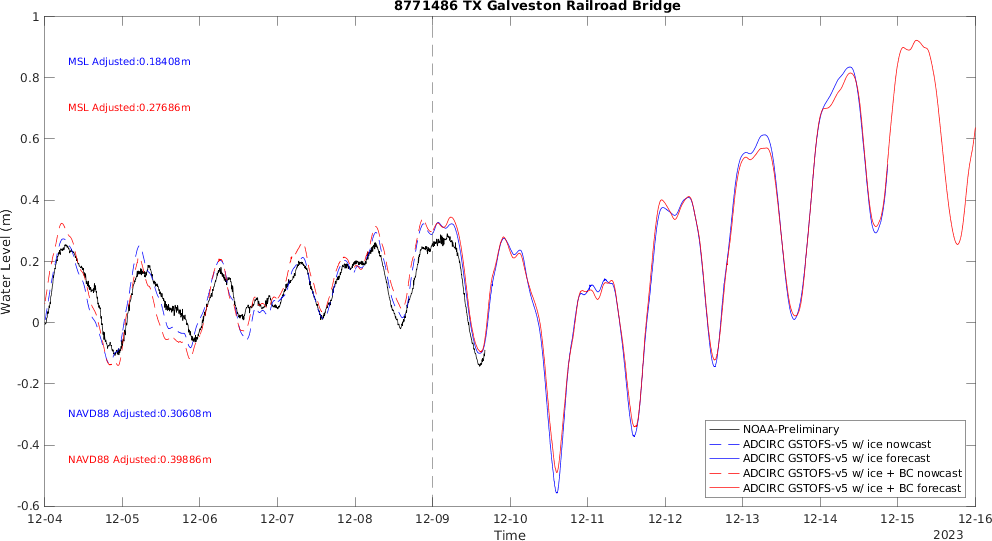 8771486 TX Galveston Railroad Bridge
1
0.8
0.6
0.4
0.2
0
-0.2
-0.4
-0.6
Water Level (m)
MSL Adjusted:0.18408m
MSL Adjusted:0.27686m
NAVD88 Adjusted:0.30608m
NAVD88 Adjusted:0.39886m
NOAA-Preliminary
ADCIRC GSTOFS-v5 w/ ice nowcast
ADCIRC GSTOFS-v5 w/ ice forecast
ADCIRC GSTOFS-v5 w/ ice + BC nowcast
ADCIRC GSTOFS-v5 w/ ice + BC forecast
12-04 12-05 12-06 12-07 12-08 12-09 12-10 12-11 12-12 12-13 12-14 12-15 12-16
Time
2023